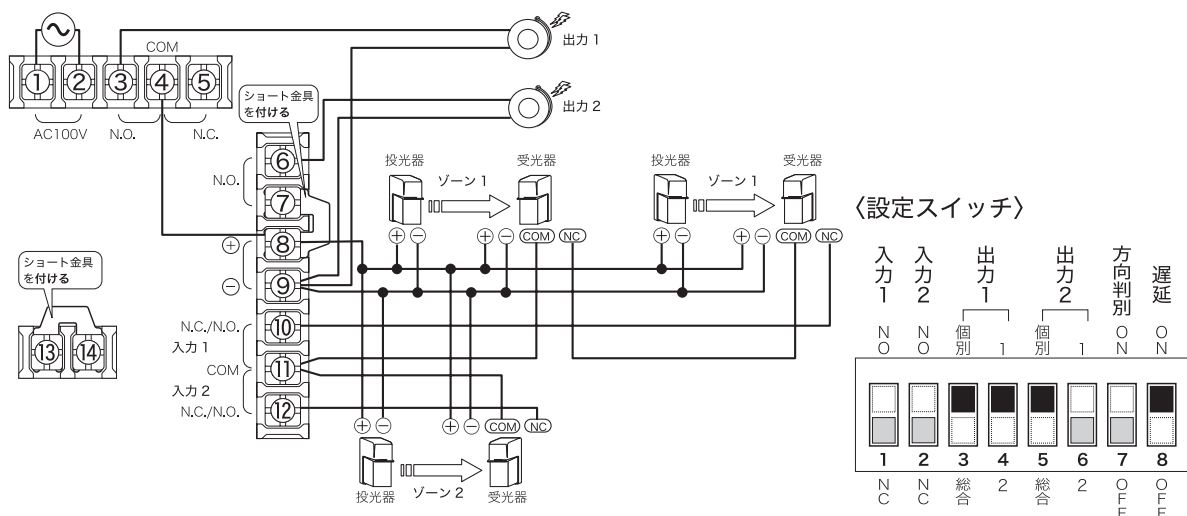 COM
① ② ③ ④ ⑤
AC100V N.O. N.C.
出力 1
出力 2
ショート金具
を付ける
⑥
N.O.
⑦
⊕ ⑧
⊖ ⑨
N.C./N.O. ⑩
入力 1
COM ⑪
入力 2
N.C./N.O. ⑫
ショート金具
を付ける
⑬ ⑭
投光器 ゾーン 1 受光器
⊕ ⊖ ⊕ ⊖ COM NC
投光器 ゾーン 1 受光器
⊕ ⊖ ⊕ ⊖ COM NC
⊕ ⊖ ⊕ ⊖ COM NC
投光器 ゾーン 2 受光器
〈設定スイッチ〉
入力1 入力2 出力1 出力2 方向判別 遅延
NO NO 個別 1 個別 1 ON ON
1 2 3 4 5 6 7 8
NC NC 総合 2 総合 2 OFF OFF